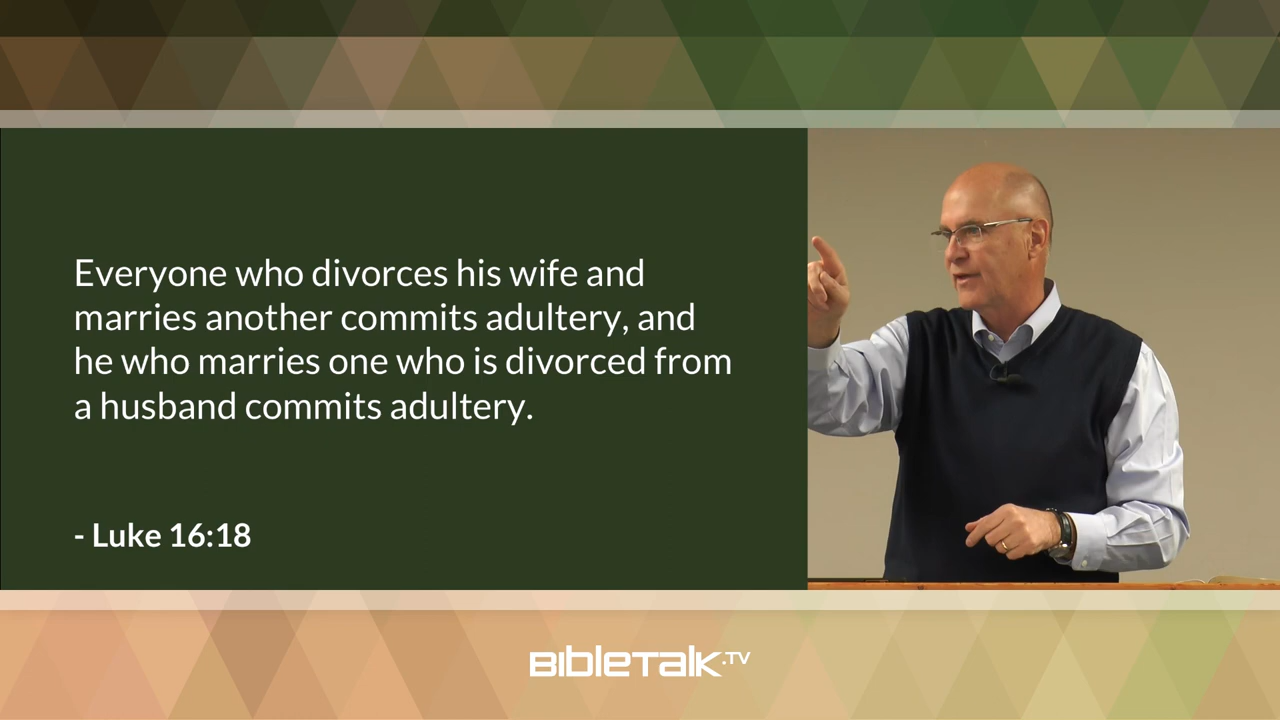 Everyone who divorces his wife and
marries another commits adultery, and
he who marries one who is divorced from
a husband commits adultery.
- Luke 16:18
BibleTalk.TV